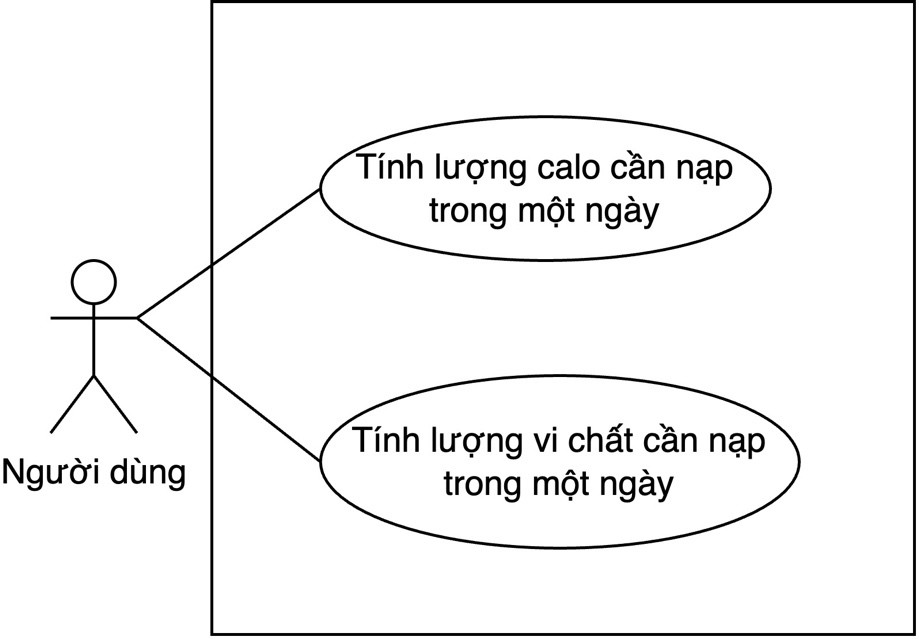 Tính lượng calo cần nạp
trong một ngày
Người dùng
Tính lượng vi chất cần nạp
trong một ngày